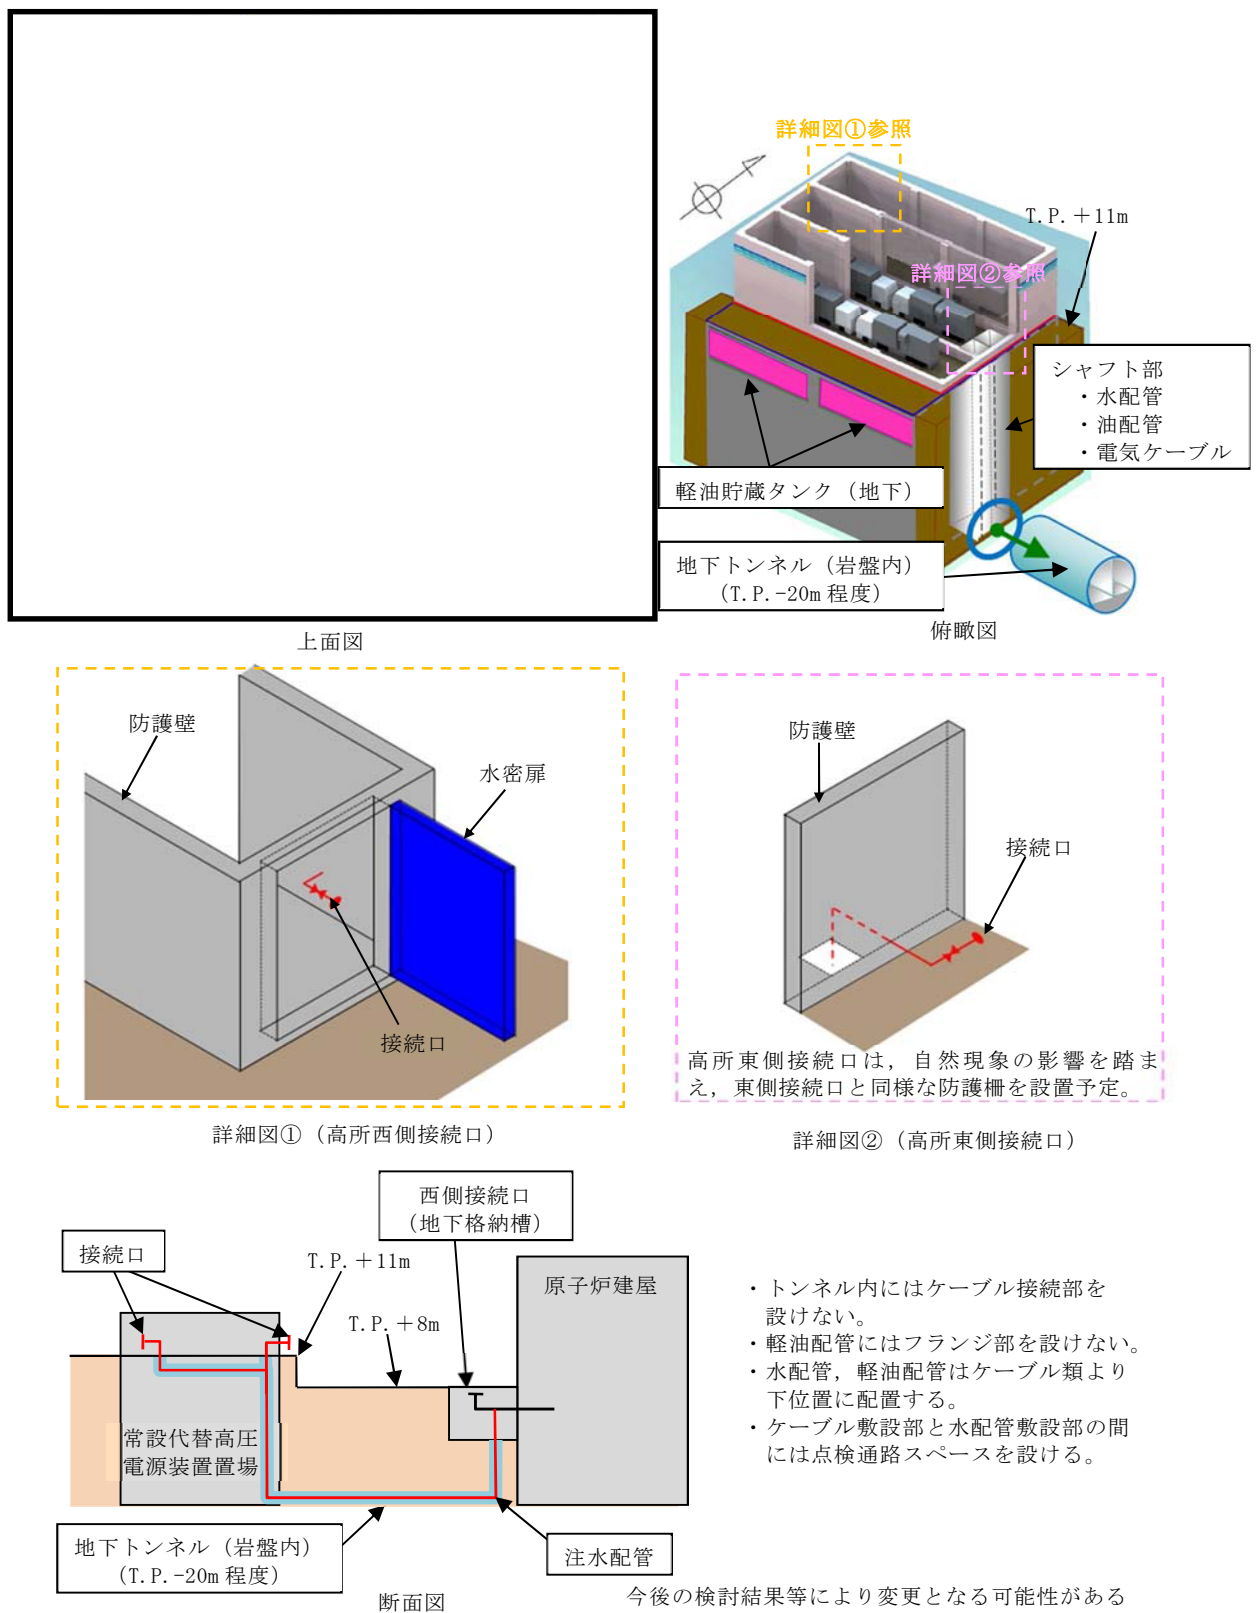 詳細図①参照
T.P.＋11m
詳細図②参照
シャフト部
・水配管
・油配管
・電気ケーブル
軽油貯蔵タンク（地下）
地下トンネル（岩盤内）
（T.P.-20m 程度）
上面図
俯瞰図
防護壁
水密扉
接続口
詳細図①（高所西側接続口）
防護壁
接続口
高所東側接続口は，自然現象の影響を踏ま
え，東側接続口と同様な防護柵を設置予定。
詳細図②（高所東側接続口）
西側接続口
（地下格納槽）
接続口
T.P.＋11m
T.P.＋8m
原子炉建屋
常設代替高圧
電源装置置場
地下トンネル（岩盤内）
（T.P.-20m 程度）
注水配管
断面図
・トンネル内にはケーブル接続部を
設けない。
・軽油配管にはフランジ部を設けない。
・水配管，軽油配管はケーブル類より
下位置に配置する。
・ケーブル敷設部と水配管敷設部の間
には点検通路スペースを設ける。
今後の検討結果等により変更となる可能性がある